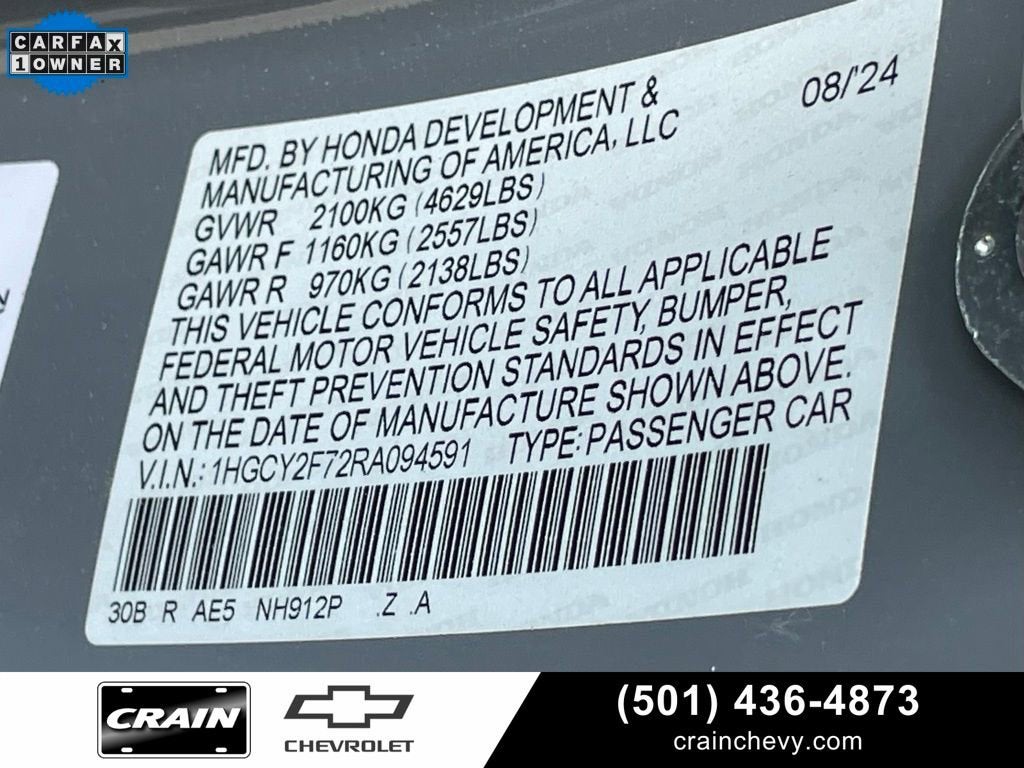 CARFAX
1 OWNER
08/'24
MFD. BY HONDA DEVELOPMENT &
MANUFACTURING OF AMERICA, LLC
GVWR 2100KG (4629LBS)
GAWR F 1160KG (2557LBS)
GAWR R 970KG (2138LBS)
THIS VEHICLE CONFORMS TO ALL APPLICABLE
FEDERAL MOTOR VEHICLE SAFETY, BUMPER,
AND THEFT PREVENTION STANDARDS IN EFFECT
ON THE DATE OF MANUFACTURE SHOWN ABOVE.
V.I.N.: 1HGCY2F72RA094591 TYPE: PASSENGER CAR
30B R AE5 NH912P .Z .A
CRAIN
CHEVROLET
(501) 436-4873
crainchevy.com